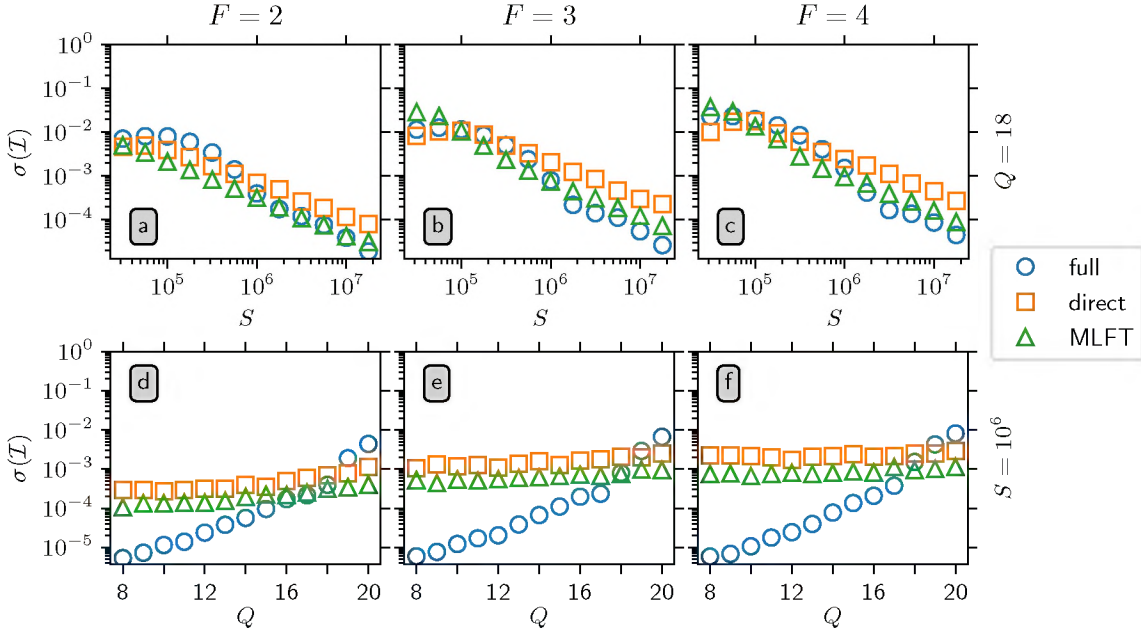 F = 2
F = 3
F = 4
10^0
10^-1
10^-2
10^-3
10^-4
σ(I)
a
b
c
Q = 18
10^5
10^6
10^7
10^5
10^6
10^7
10^5
10^6
10^7
S
S
S
full
direct
MLFT
10^0
10^-1
10^-2
10^-3
10^-4
10^-5
σ(I)
d
e
f
S = 10^6
8
12
16
20
8
12
16
20
8
12
16
20
Q
Q
Q